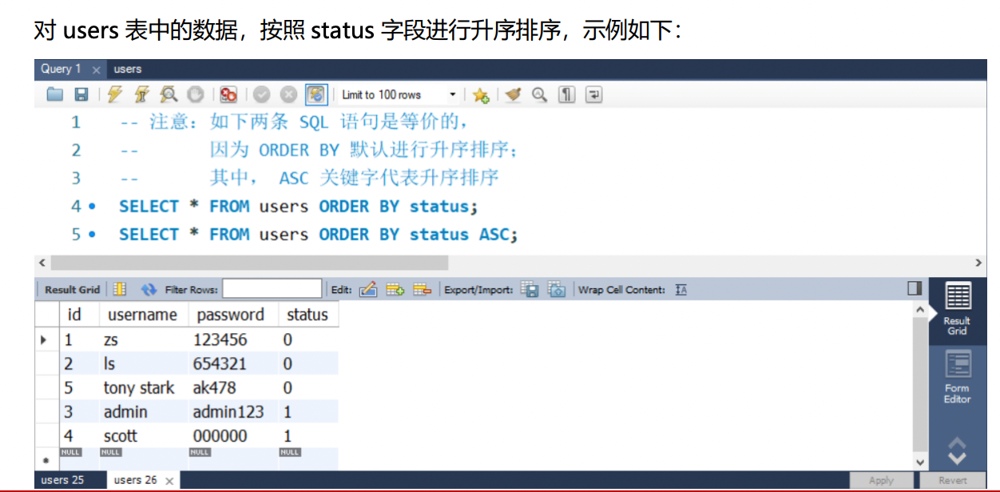 对 users 表中的数据，按照 status 字段进行升序排序，示例如下：
Query 1 × users
Limit to 100 rows
1 -- 注意：如下两条 SQL 语句是等价的，
2 -- 因为 ORDER BY 默认进行升序排序；
3 -- 其中， ASC 关键字代表升序排序
4 SELECT * FROM users ORDER BY status;
5 SELECT * FROM users ORDER BY status ASC;
Result Grid Filter Rows: Edit: Export/Import: Wrap Cell Content:
id username password status
1 zs 123456 0
2 ls 654321 0
5 tony stark ak478 0
3 admin admin123 1
4 scott 000000 1
NULL NULL NULL NULL
Result
Grid
Form
Editor
users 25 users 26 × Apply Revert